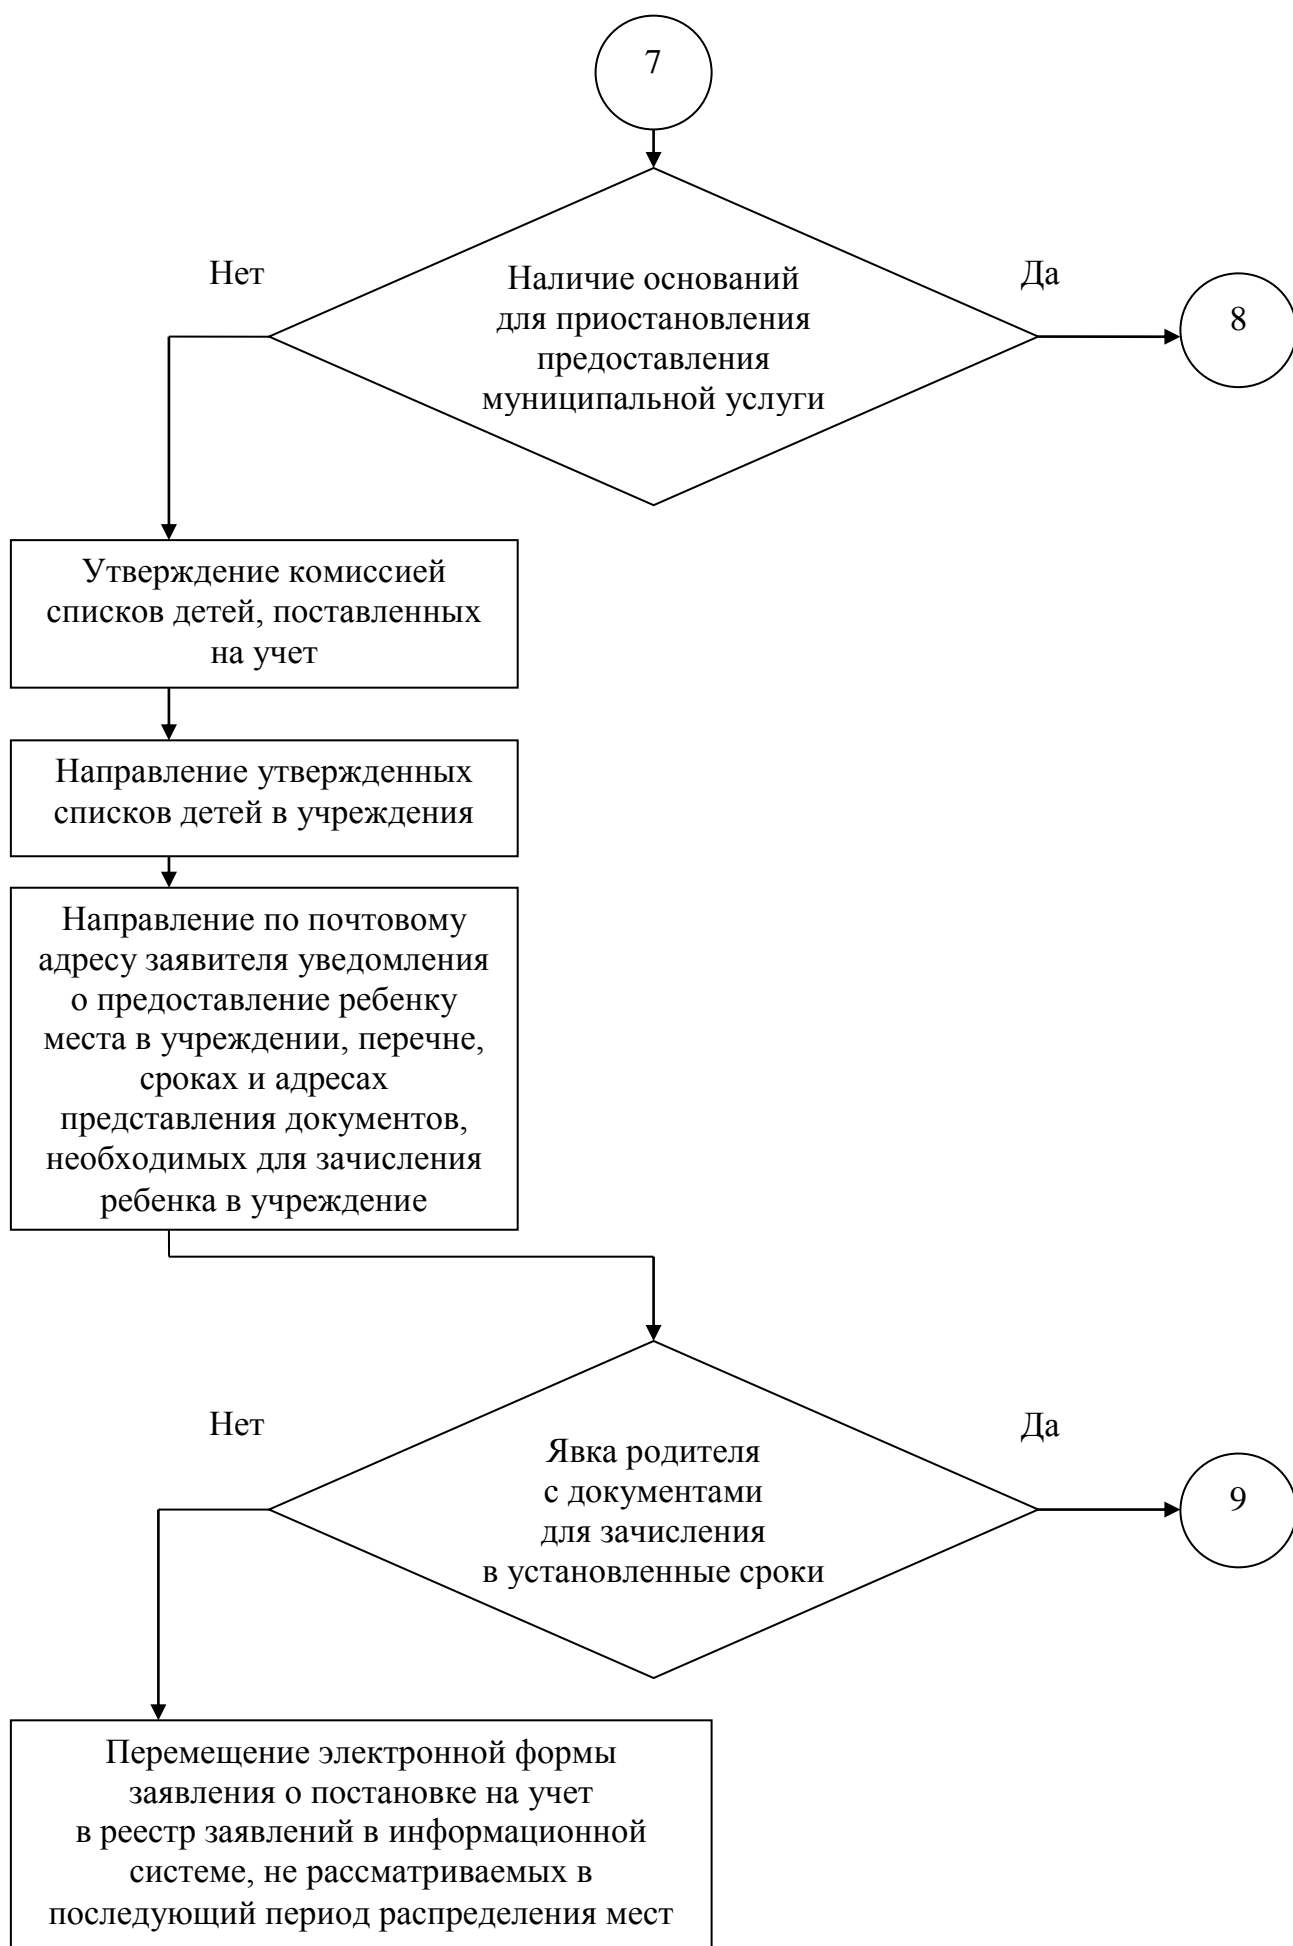 7
Нет
Да
Наличие оснований
для приостановления
предоставления
муниципальной услуги
8
Утверждение комиссией
списков детей, поставленных
на учет
Направление утвержденных
списков детей в учреждения
Направление по почтовому
адресу заявителя уведомления
о предоставление ребенку
места в учреждении, перечне,
сроках и адресах
представления документов,
необходимых для зачисления
ребенка в учреждение
Нет
Да
Явка родителя
с документами
для зачисления
в установленные сроки
9
Перемещение электронной формы
заявления о постановке на учет
в реестр заявлений в информационной
системе, не рассматриваемых в
последующий период распределения мест